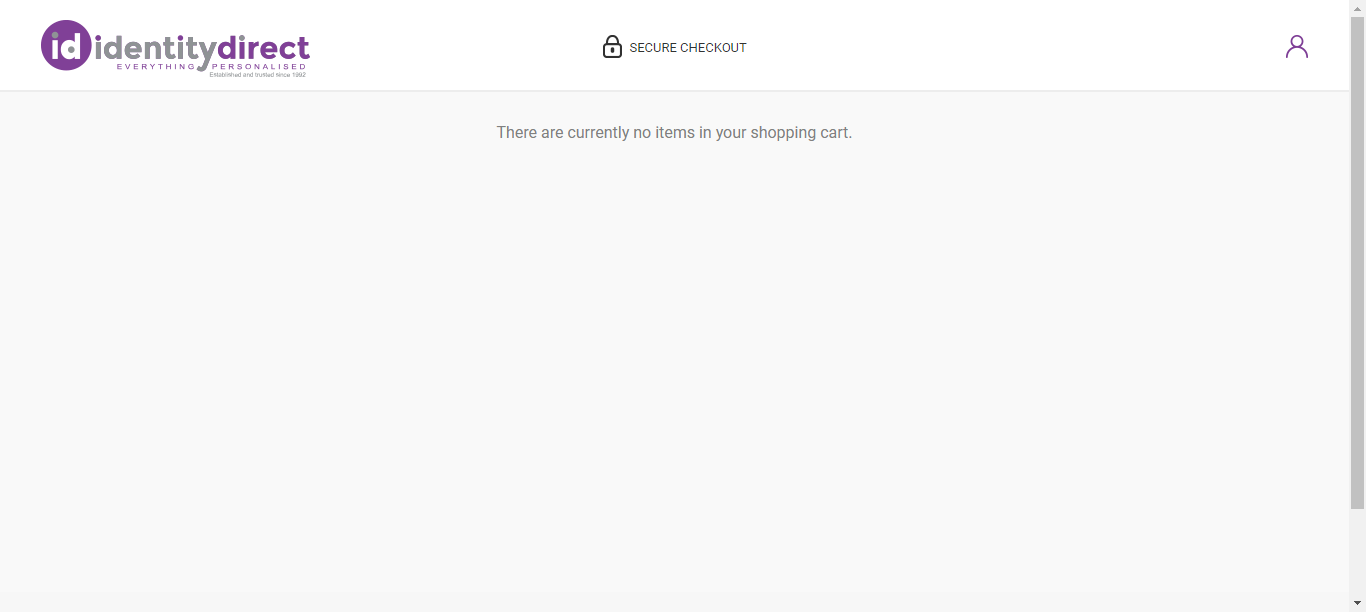 id identitydirect
EVERYTHING PERSONALISED
Established and trusted since 1992
SECURE CHECKOUT
There are currently no items in your shopping cart.